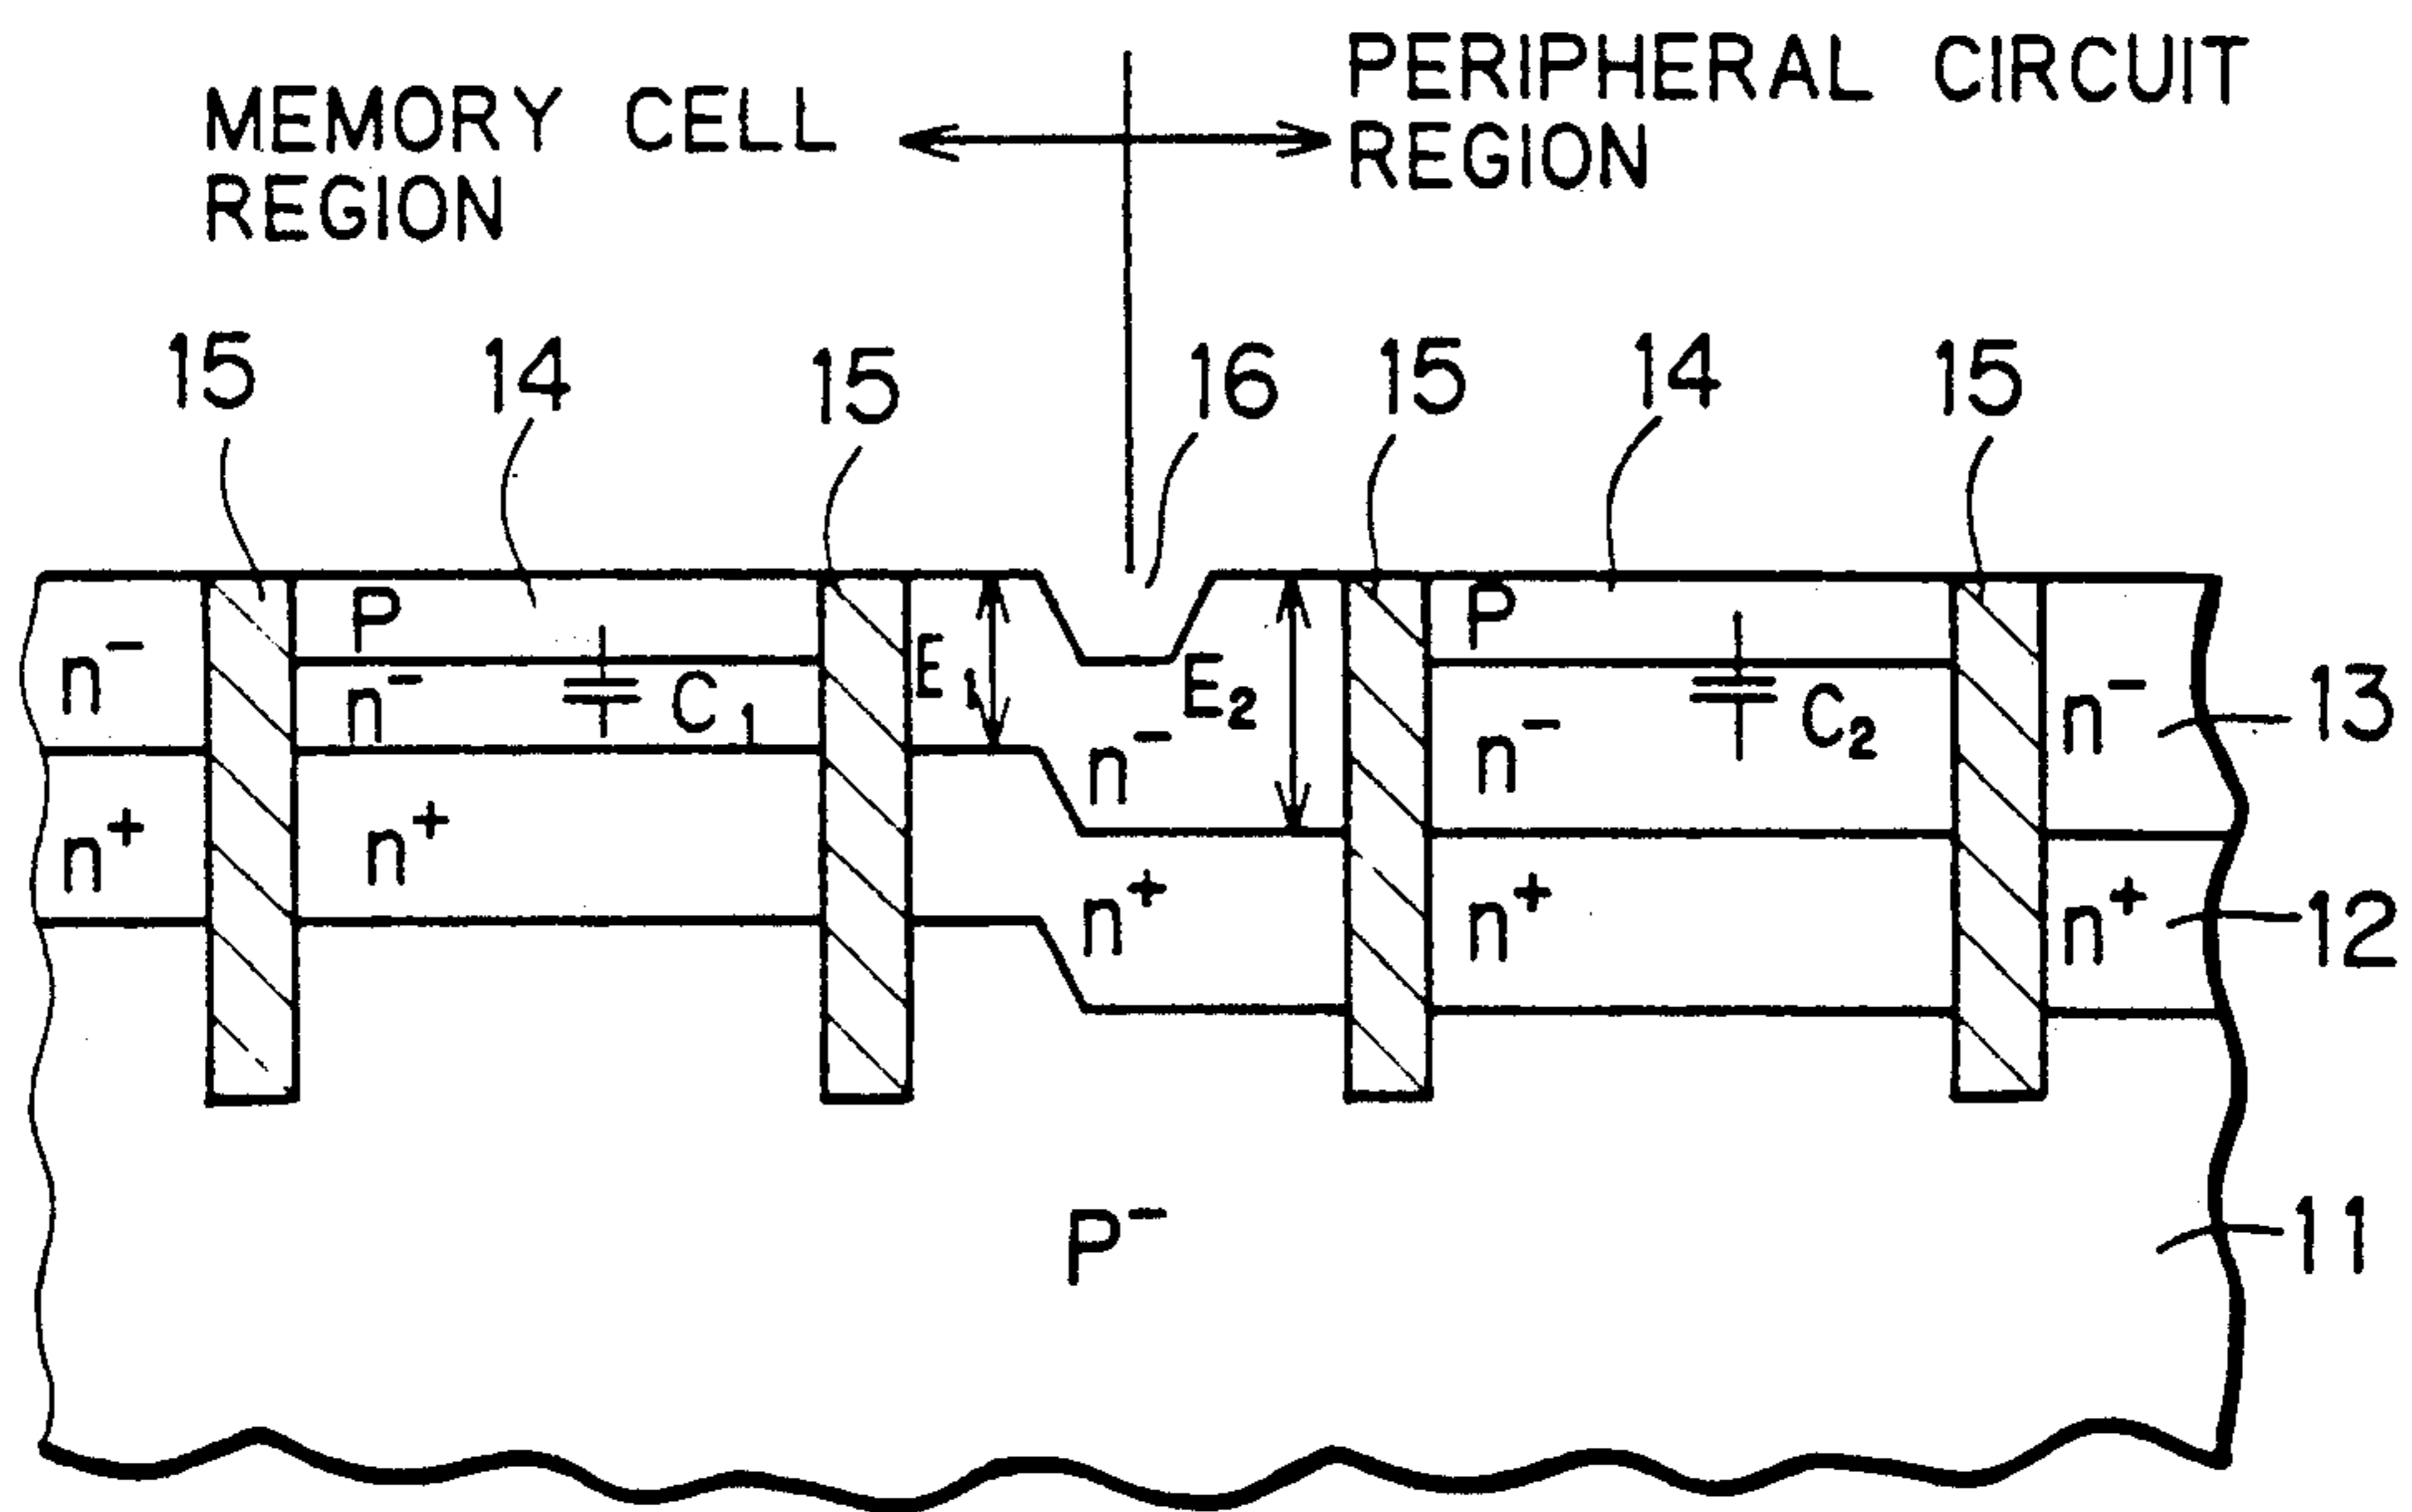 MEMORY CELL
REGION
PERIPHERAL CIRCUIT
REGION
15
14
15
16
15
14
15
P
P
n⁻
n⁻
C₁
E₁
n⁻
E₂
n⁻
C₂
n⁻
13
n⁺
n⁺
n⁺
n⁺
n⁺
12
P⁻
11